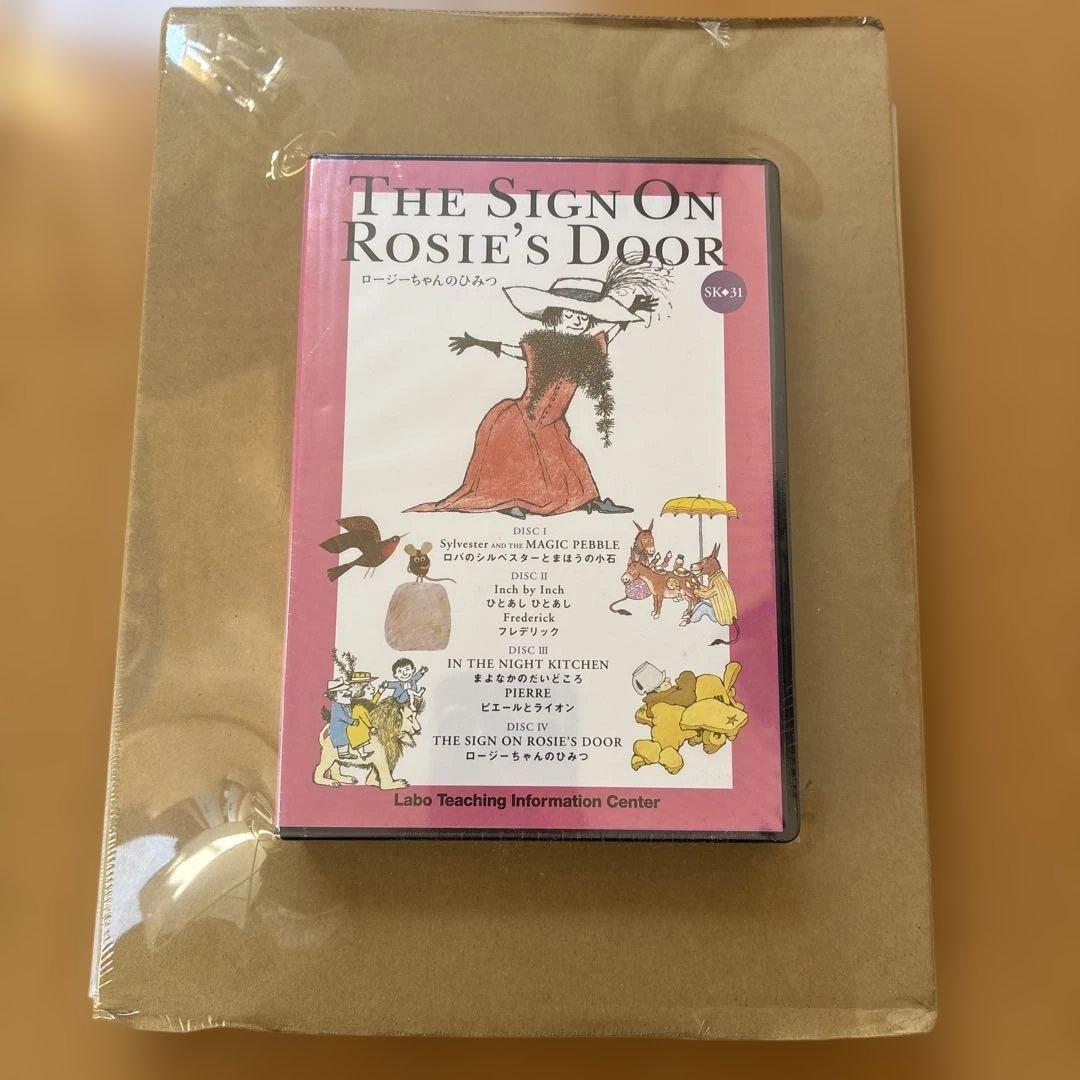 THE SIGN ON
ROSIE'S DOOR
ロージーちゃんのひみつ
SK◆31
DISC I
Sylvester AND THE MAGIC PEBBLE
ロバのシルベスターとまほうの小石
DISC II
Inch by Inch
ひとあし ひとあし
Frederick
フレデリック
DISC III
IN THE NIGHT KITCHEN
まよなかのだいどころ
PIERRE
ピエールとライオン
DISC IV
THE SIGN ON ROSIE'S DOOR
ロージーちゃんのひみつ
Labo Teaching Information Center